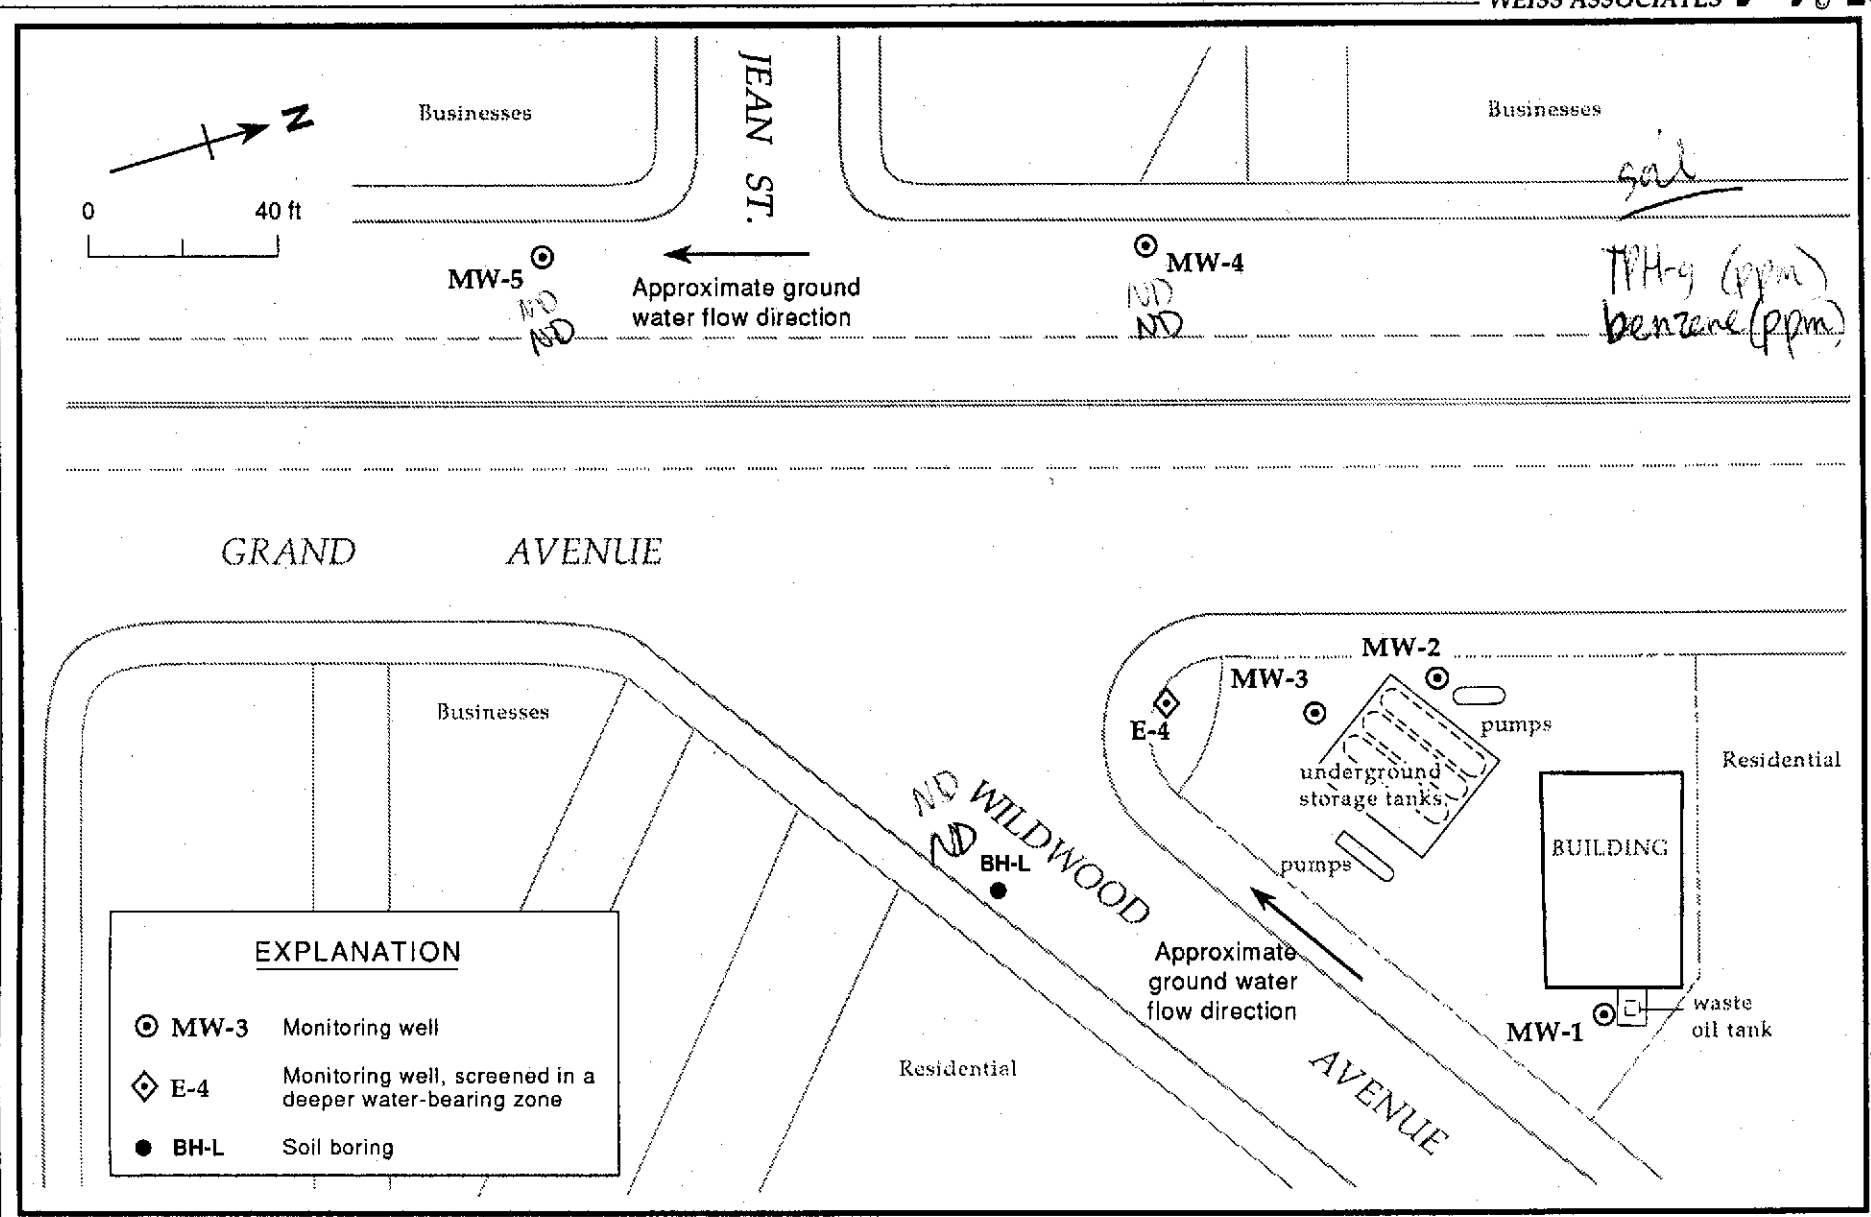 WEISS ASSOCIATES
JEAN ST.
Businesses
Businesses
N
soil
0 40 ft
MW-5
ND
ND
Approximate ground
water flow direction
MW-4
ND
ND
TPH-g (ppm)
benzene (ppm)
GRAND AVENUE
MW-2
MW-3
E-4
pumps
underground
storage tanks
pumps
Businesses
Residential
BUILDING
ND
ND
WILDWOOD
BH-L
Approximate
ground water
flow direction
AVENUE
MW-1
waste
oil tank
Residential
EXPLANATION
MW-3 Monitoring well
E-4 Monitoring well, screened in a
deeper water-bearing zone
BH-L Soil boring